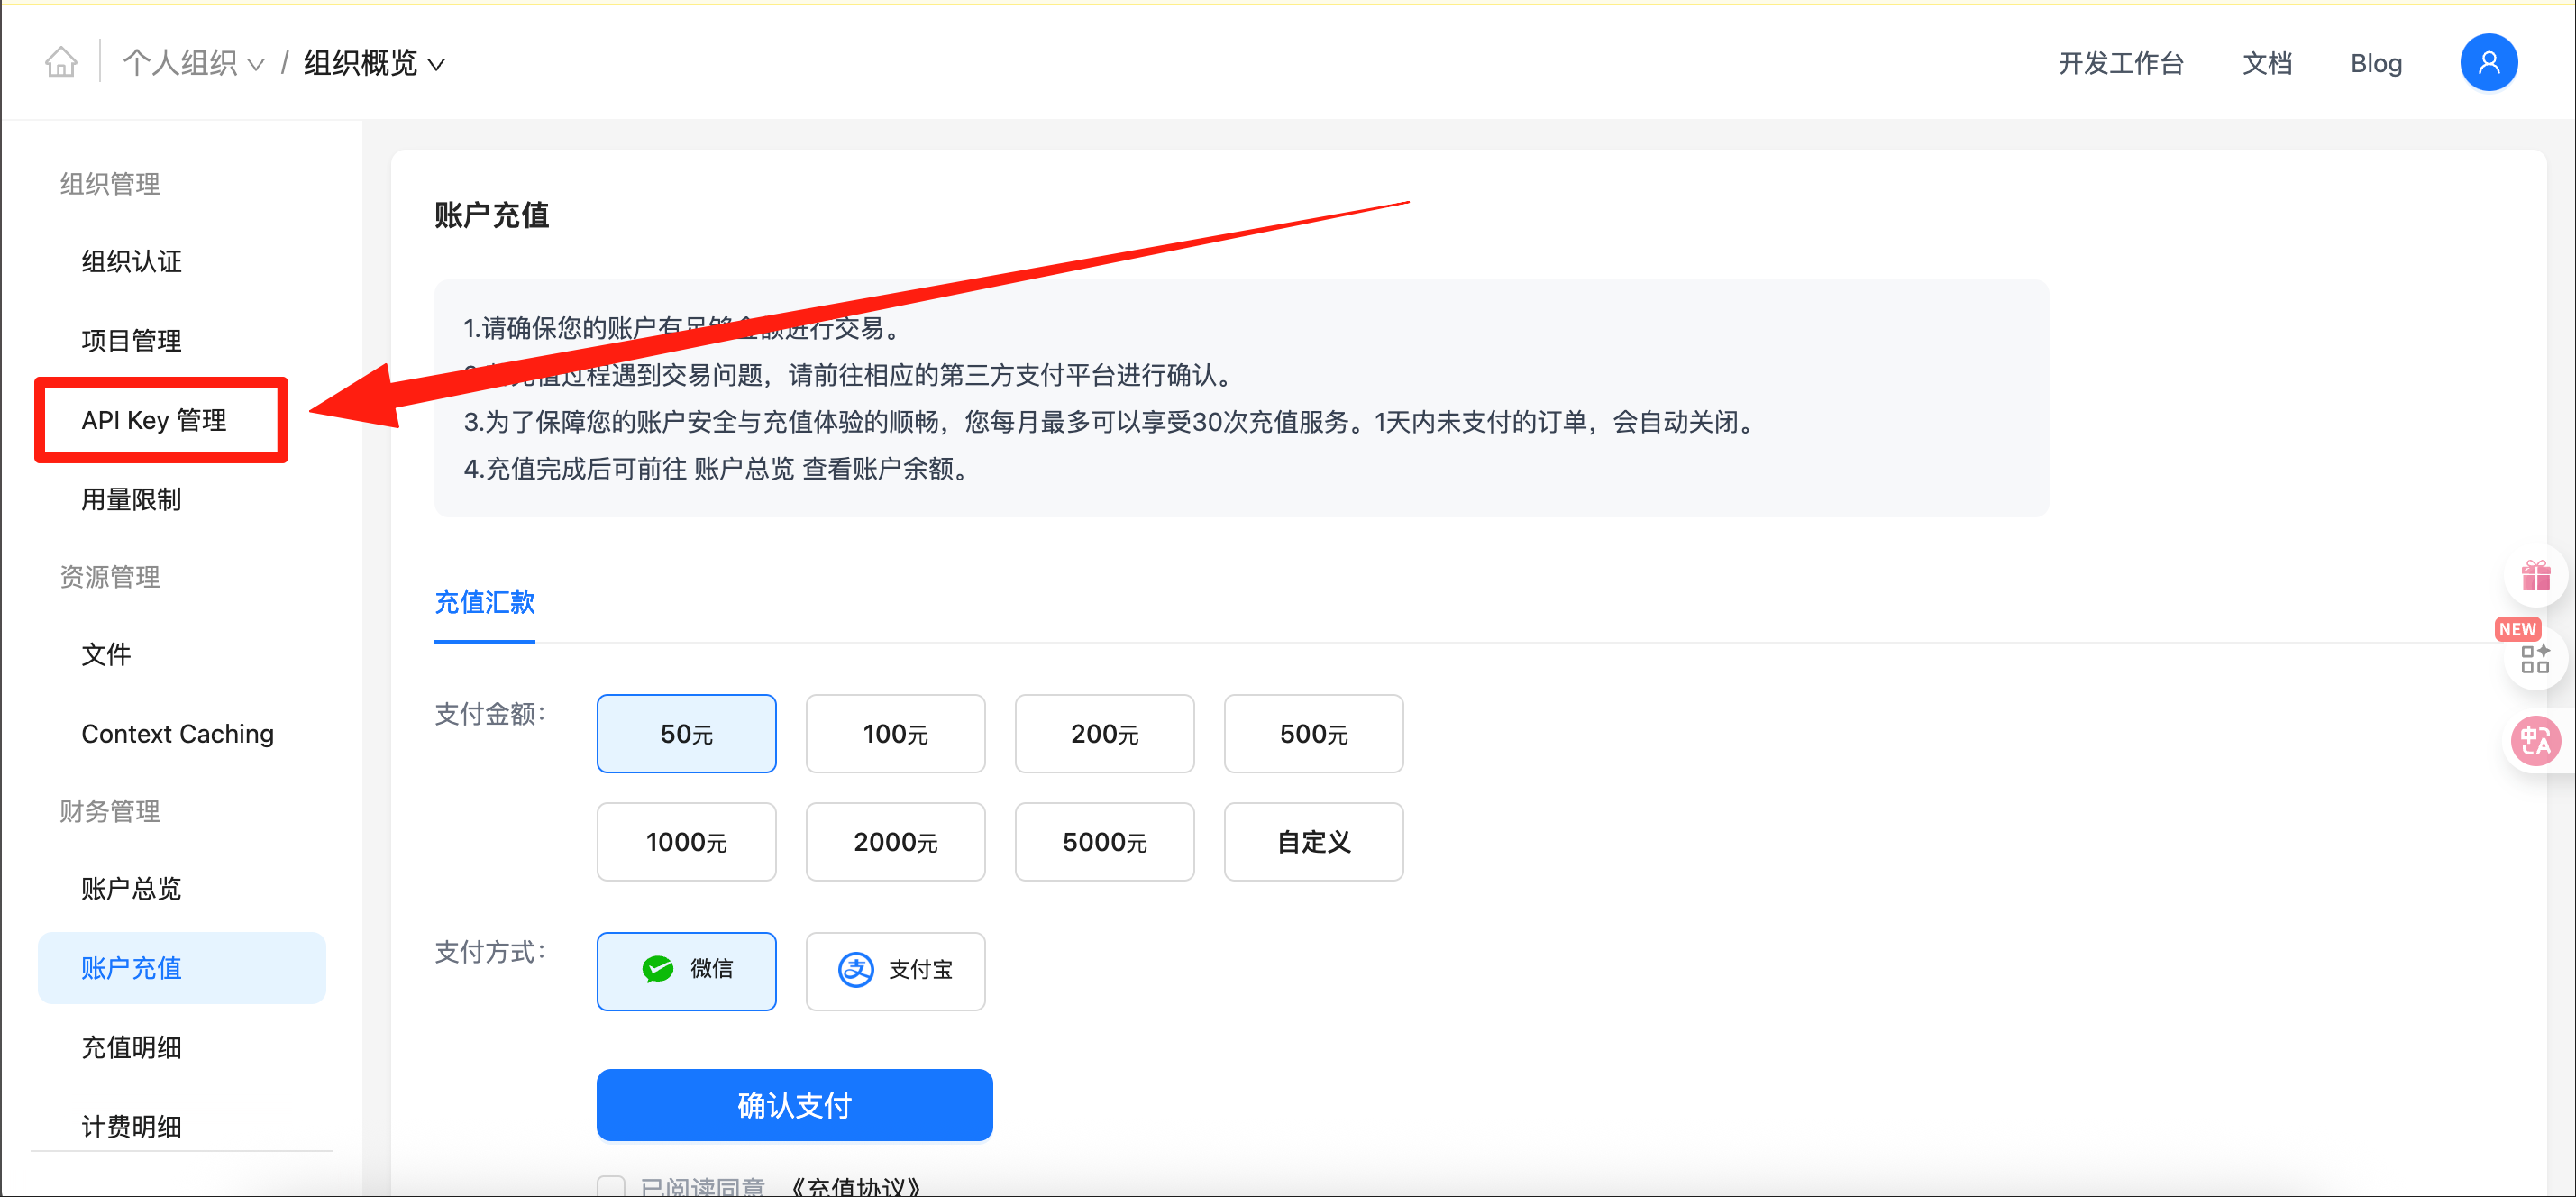 个人组织 / 组织概览
开发工作台
文档
Blog
组织管理
组织认证
项目管理
API Key 管理
用量限制
资源管理
文件
Context Caching
财务管理
账户总览
账户充值
充值明细
计费明细
账户充值
1.请确保您的账户有足够金额进行交易。
过程遇到交易问题，请前往相应的第三方支付平台进行确认。
3.为了保障您的账户安全与充值体验的顺畅，您每月最多可以享受30次充值服务。1天内未支付的订单，会自动关闭。
4.充值完成后可前往 账户总览 查看账户余额。
充值汇款
支付金额：
50元
100元
200元
500元
1000元
2000元
5000元
自定义
支付方式：
微信
支 支付宝
确认支付
已阅读同意 《充值协议》
NEW
中A